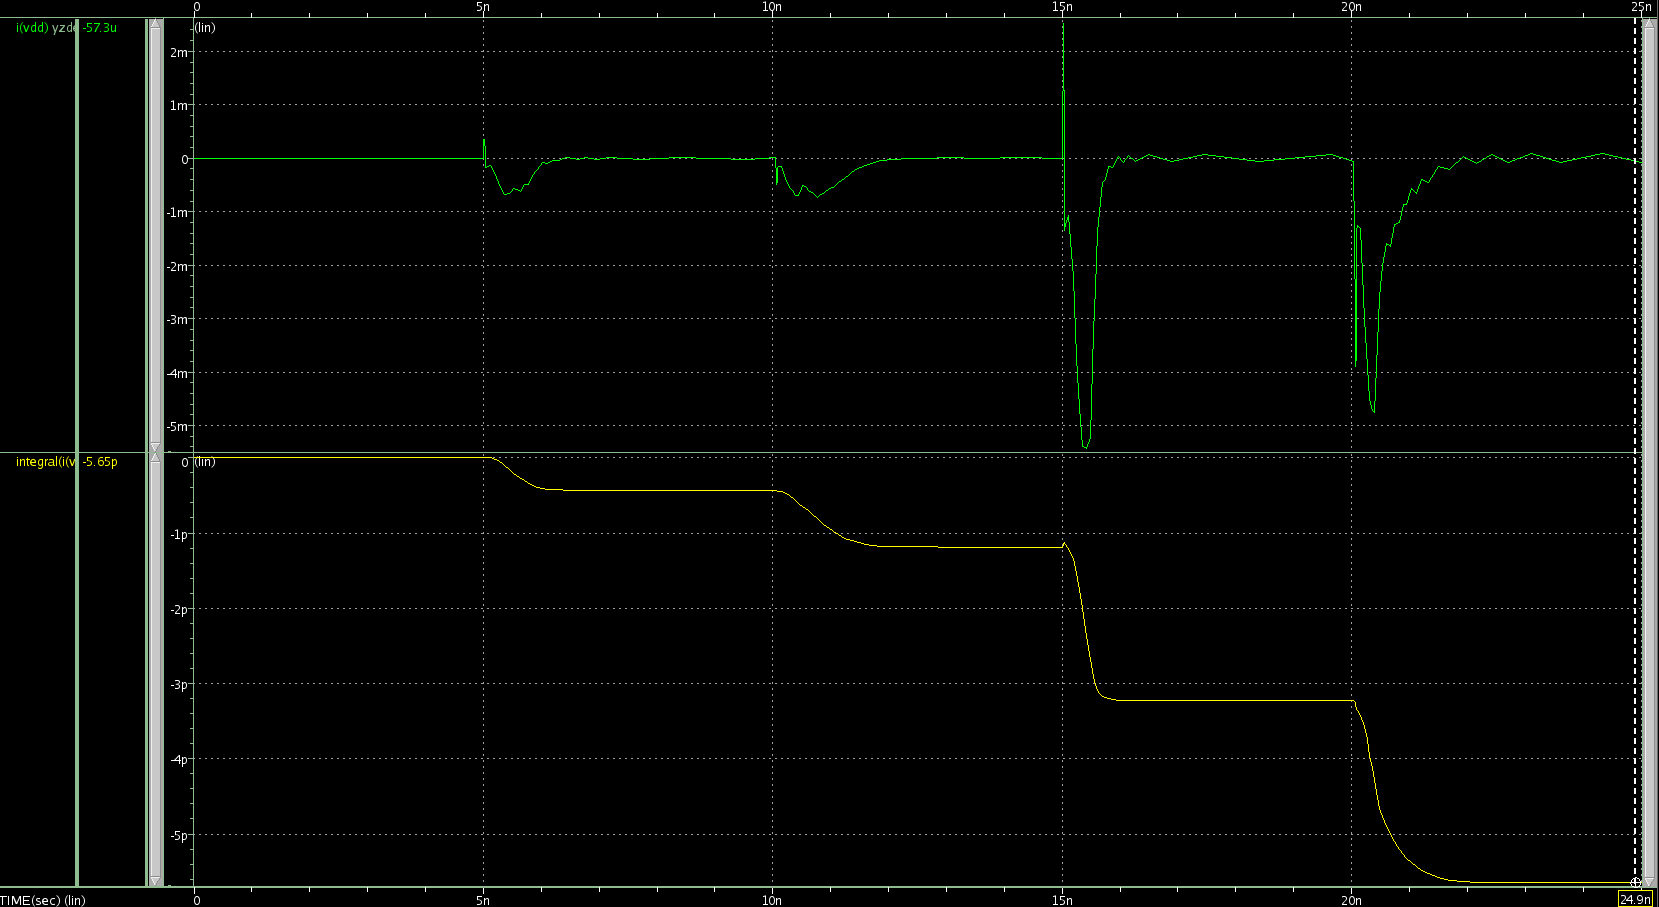 0 5n 10n 15n 20n 25n
i(vdd) yzde -57.3u
(lin)
2m
1m
0
-1m
-2m
-3m
-4m
-5m
integral(i(v -5.65p
0 (lin)
-1p
-2p
-3p
-4p
-5p
TIME(sec) (lin) 0 5n 10n 15n 20n 24.9n